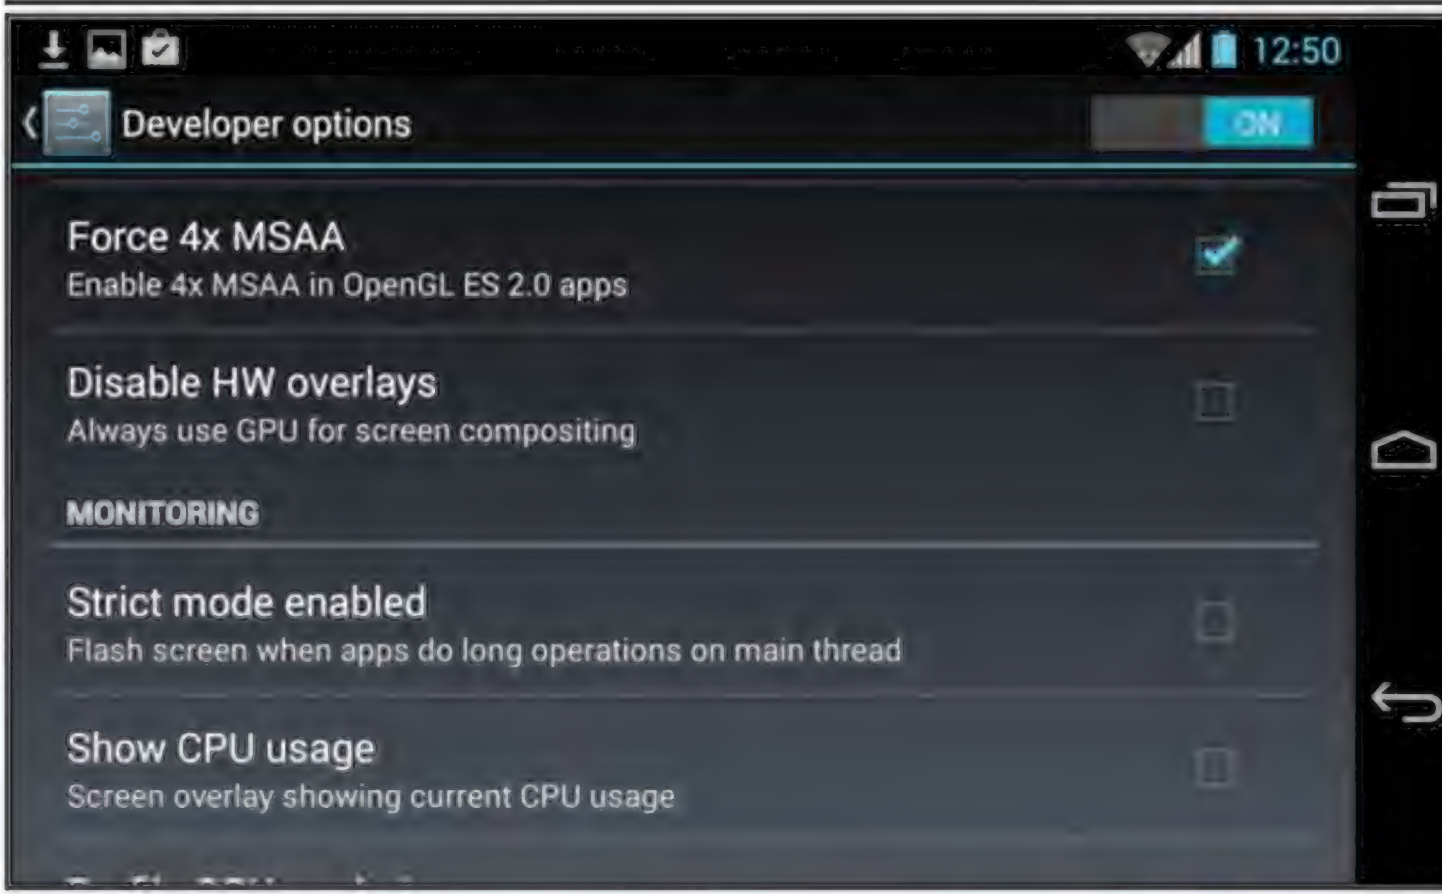 12:50
Developer options
ON
Force 4x MSAA
Enable 4x MSAA in OpenGL ES 2.0 apps
Disable HW overlays
Always use GPU for screen compositing
MONITORING
Strict mode enabled
Flash screen when apps do long operations on main thread
Show CPU usage
Screen overlay showing current CPU usage